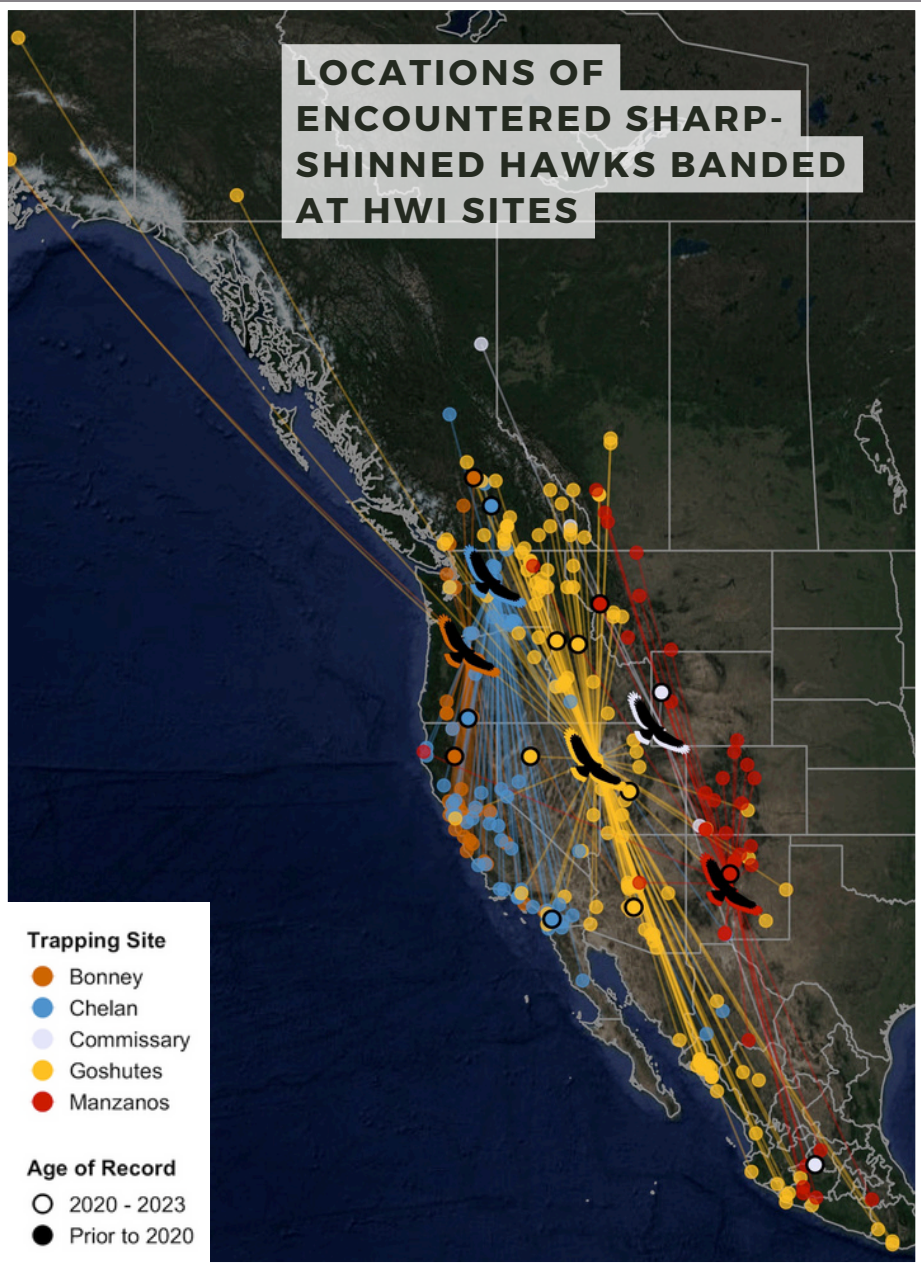 LOCATIONS OF
ENCOUNTERED SHARP-
SHINNED HAWKS BANDED
AT HWI SITES
Trapping Site
Bonney
Chelan
Commissary
Goshutes
Manzanos
Age of Record
2020 - 2023
Prior to 2020